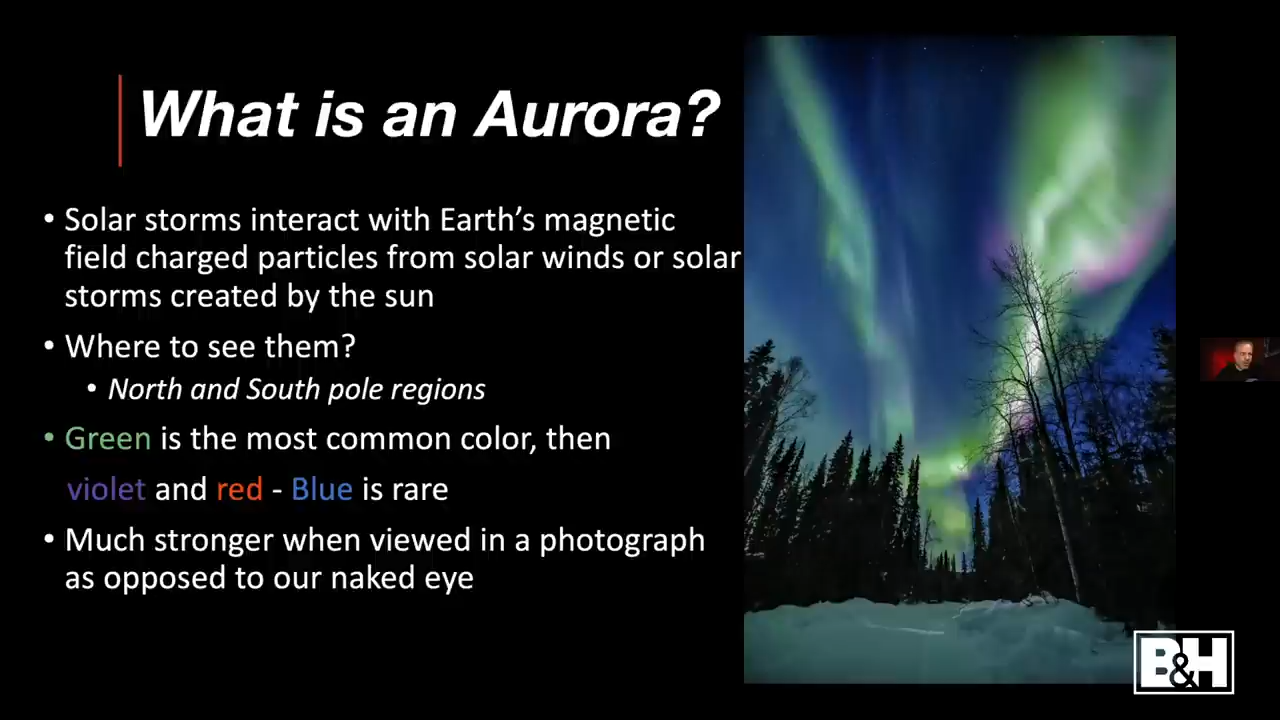 What is an Aurora?
• Solar storms interact with Earth’s magnetic
field charged particles from solar winds or solar
storms created by the sun
• Where to see them?
• North and South pole regions
• Green is the most common color, then
violet and red - Blue is rare
• Much stronger when viewed in a photograph
as opposed to our naked eye
B&H